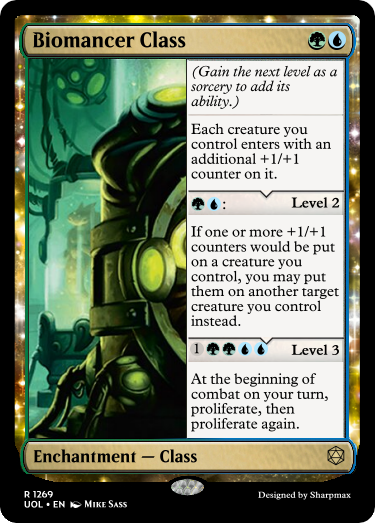 Biomancer Class
(Gain the next level as a
sorcery to add its
ability.)
Each creature you
control enters with an
additional +1/+1
counter on it.
: Level 2
If one or more +1/+1
counters would be put
on a creature you
control, you may put
them on another target
creature you control
instead.
1 Level 3
At the beginning of
combat on your turn,
proliferate, then
proliferate again.
Enchantment — Class
R 1269
UOL • EN Mike Sass
Designed by Sharpmax